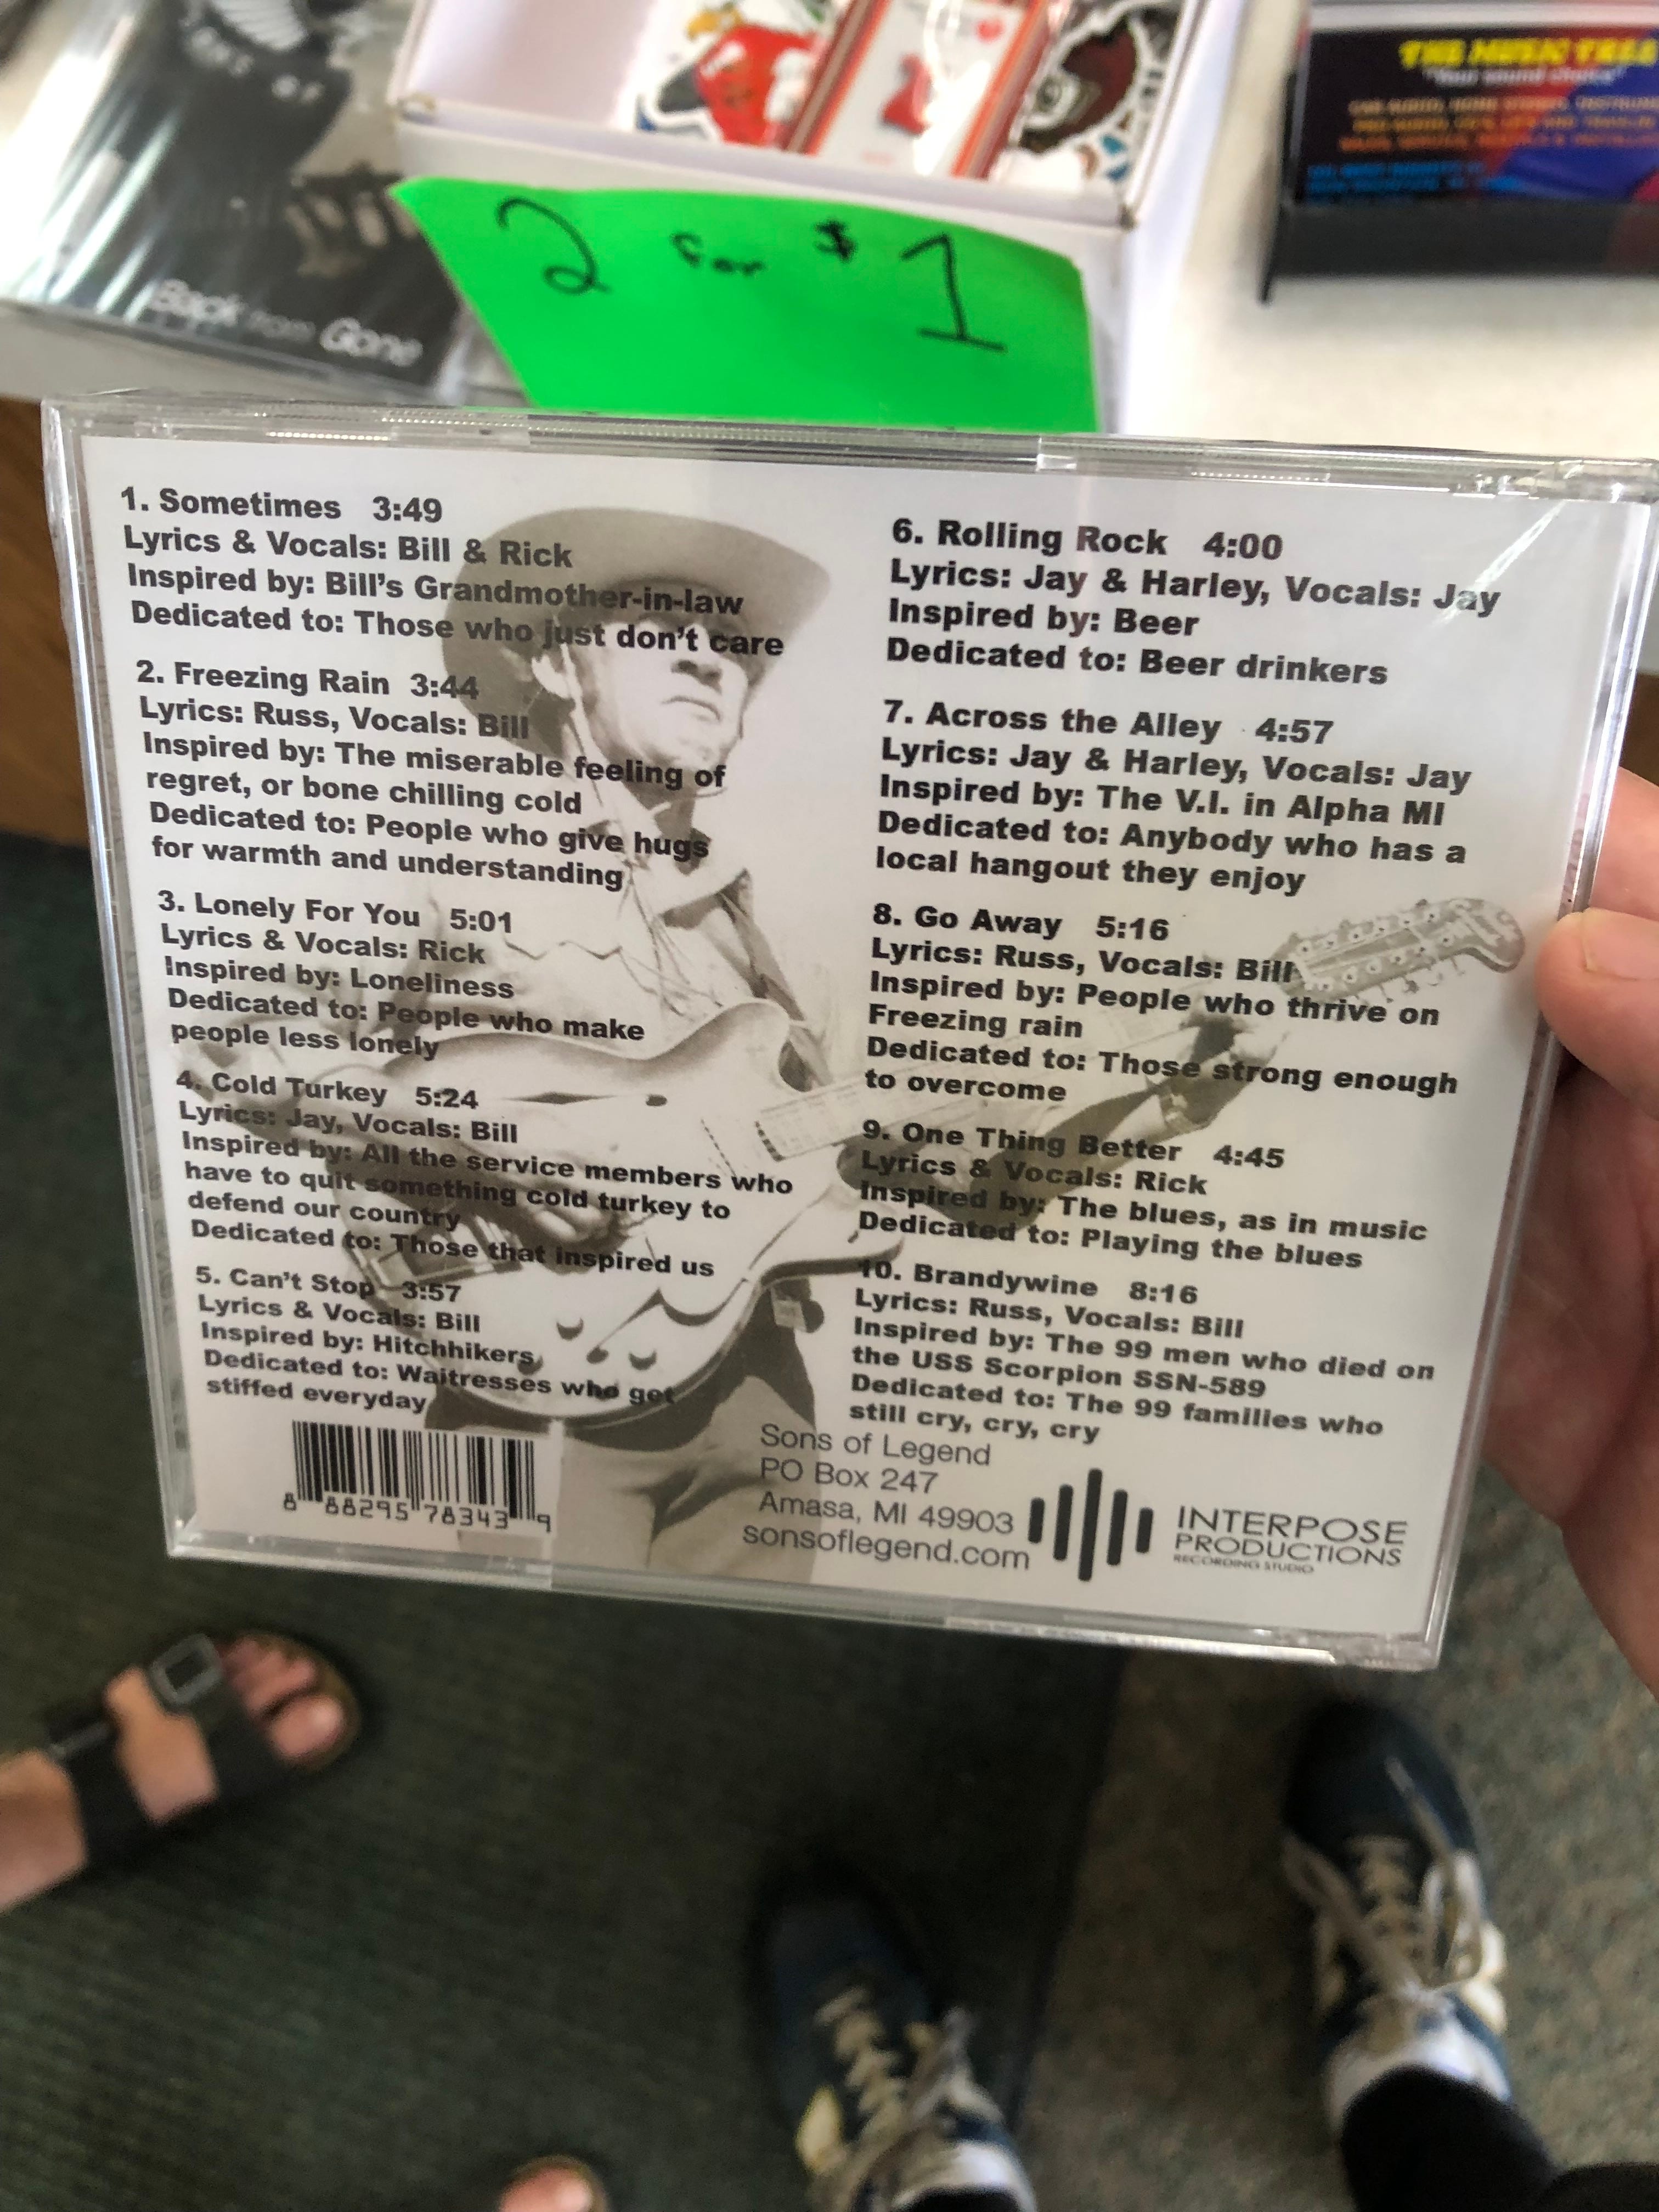 THE MUSIC TREE
"Your sound choice"
2 for $1
Back from Gone
1. Sometimes 3:49
Lyrics & Vocals: Bill & Rick
Inspired by: Bill's Grandmother-in-law
Dedicated to: Those who just don't care
2. Freezing Rain 3:44
Lyrics: Russ, Vocals: Bill
Inspired by: The miserable feeling of
regret, or bone chilling cold
Dedicated to: People who give hugs
for warmth and understanding
3. Lonely For You 5:01
Lyrics & Vocals: Rick
Inspired by: Loneliness
Dedicated to: People who make
people less lonely
4. Cold Turkey 5:24
Lyrics: Jay, Vocals: Bill
Inspired by: All the service members who
have to quit something cold turkey to
defend our country
Dedicated to: Those that inspired us
5. Can't Stop 3:57
Lyrics & Vocals: Bill
Inspired by: Hitchhikers
Dedicated to: Waitresses who get
stiffed everyday
6. Rolling Rock 4:00
Lyrics: Jay & Harley, Vocals: Jay
Inspired by: Beer
Dedicated to: Beer drinkers
7. Across the Alley 4:57
Lyrics: Jay & Harley, Vocals: Jay
Inspired by: The V.I. in Alpha MI
Dedicated to: Anybody who has a
local hangout they enjoy
8. Go Away 5:16
Lyrics: Russ, Vocals: Bill
Inspired by: People who thrive on
Freezing rain
Dedicated to: Those strong enough
to overcome
9. One Thing Better 4:45
Lyrics & Vocals: Rick
Inspired by: The blues, as in music
Dedicated to: Playing the blues
10. Brandywine 8:16
Lyrics: Russ, Vocals: Bill
Inspired by: The 99 men who died on
the USS Scorpion SSN-589
Dedicated to: The 99 families who
still cry, cry, cry
8 88295 78343 9
Sons of Legend
PO Box 247
Amasa, MI 49903
sonsoflegend.com
INTERPOSE
PRODUCTIONS
RECORDING STUDIO